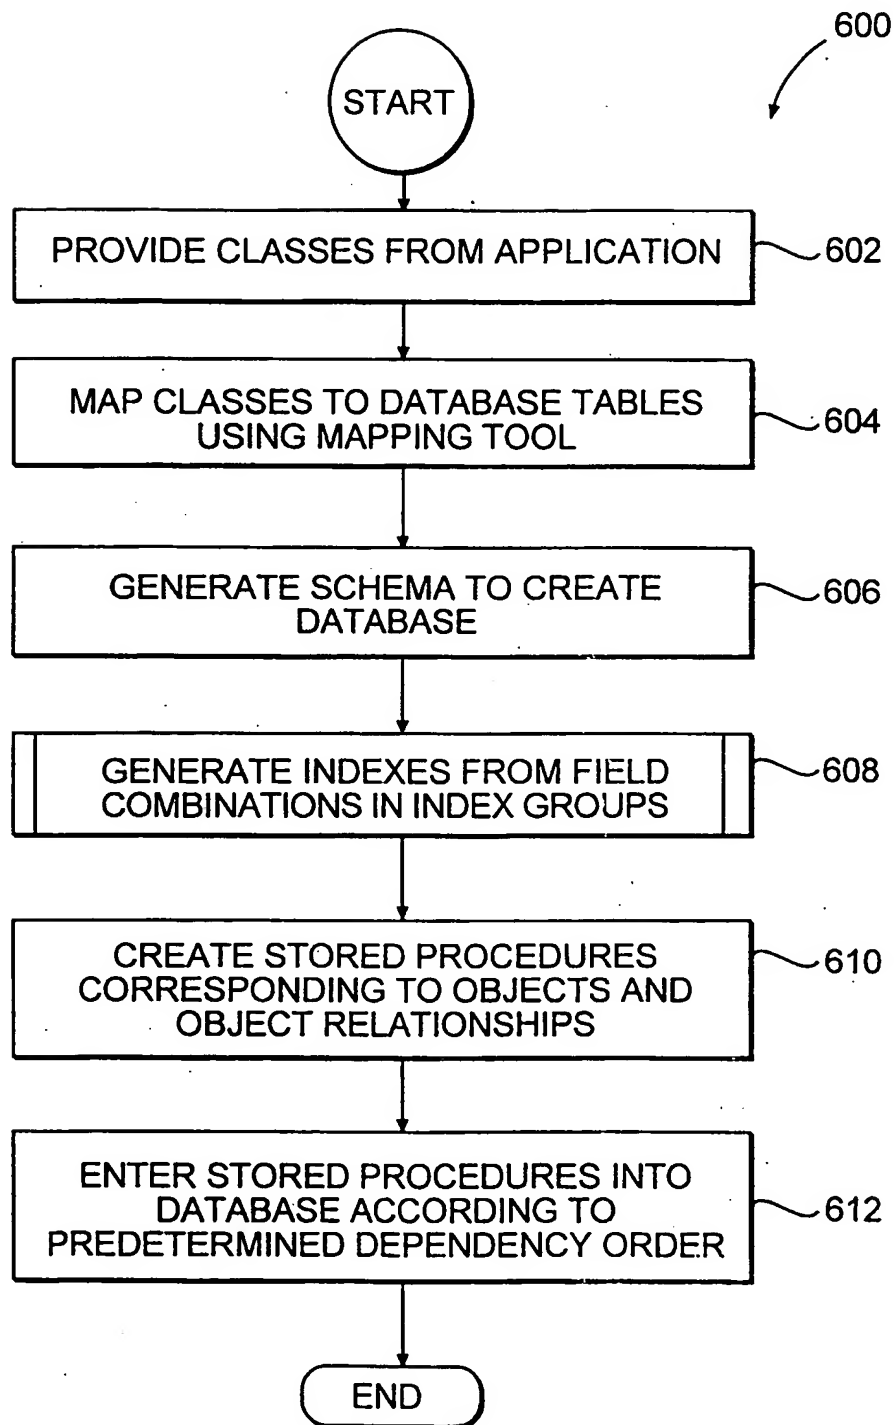 600
START
PROVIDE CLASSES FROM APPLICATION
602
MAP CLASSES TO DATABASE TABLES
USING MAPPING TOOL
604
GENERATE SCHEMA TO CREATE
DATABASE
606
GENERATE INDEXES FROM FIELD
COMBINATIONS IN INDEX GROUPS
608
CREATE STORED PROCEDURES
CORRESPONDING TO OBJECTS AND
OBJECT RELATIONSHIPS
610
ENTER STORED PROCEDURES INTO
DATABASE ACCORDING TO
PREDETERMINED DEPENDENCY ORDER
612
END